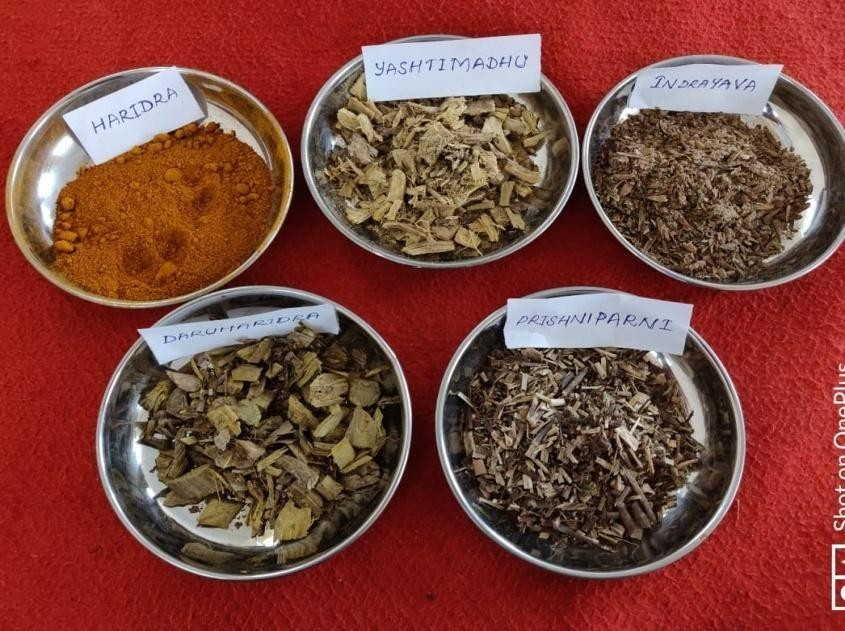 HARIDRA
YASHTIMADHU
INDRAYAVA
DARUHARIDRA
PRISHNIPARNI
Shot on OnePlus